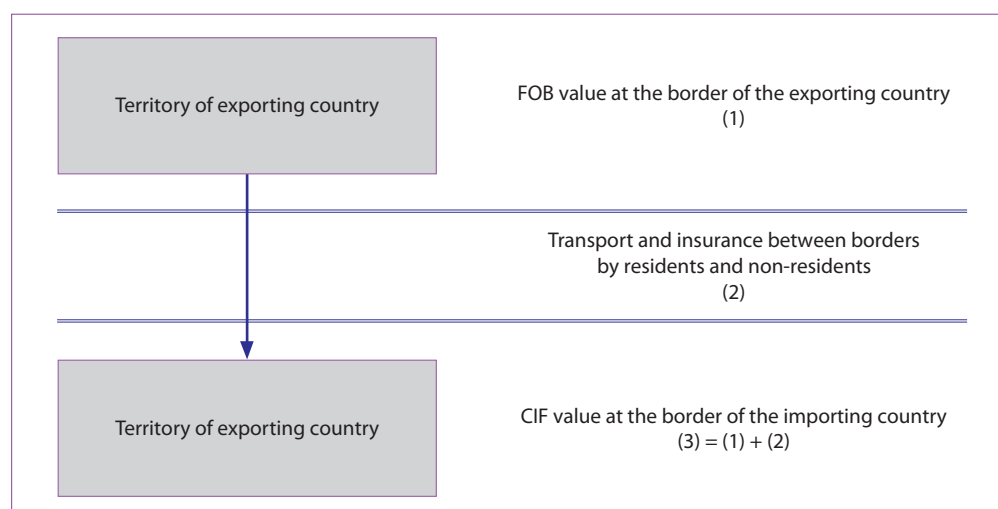 Territory of exporting country
FOB value at the border of the exporting country
(1)
Transport and insurance between borders
by residents and non-residents
(2)
Territory of exporting country
CIF value at the border of the importing country
(3) = (1) + (2)